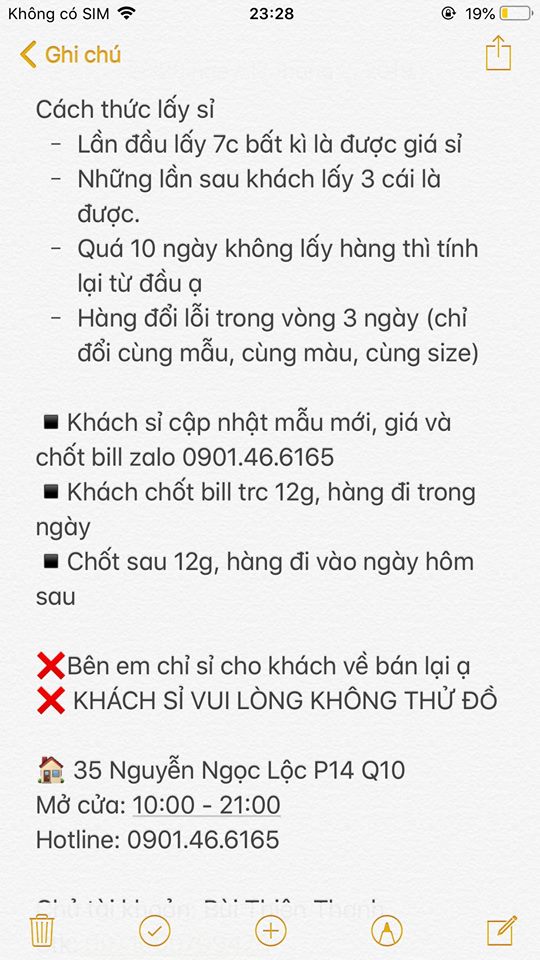 Không có SIM
23:28
19%
Ghi chú
Cách thức lấy sỉ
- Lần đầu lấy 7c bất kì là được giá sỉ
- Những lần sau khách lấy 3 cái là
được.
- Quá 10 ngày không lấy hàng thì tính
lại từ đầu ạ
- Hàng đổi lỗi trong vòng 3 ngày (chỉ
đổi cùng mẫu, cùng màu, cùng size)
▪️Khách sỉ cập nhật mẫu mới, giá và
chốt bill zalo 0901.46.6165
▪️Khách chốt bill trc 12g, hàng đi trong
ngày
▪️Chốt sau 12g, hàng đi vào ngày hôm
sau
❌Bên em chỉ sỉ cho khách về bán lại ạ
❌ KHÁCH SỈ VUI LÒNG KHÔNG THỬ ĐỒ
🏠 35 Nguyễn Ngọc Lộc P14 Q10
Mở cửa: 10:00 - 21:00
Hotline: 0901.46.6165
Chủ tài khoản: Bùi Thiên Thanh